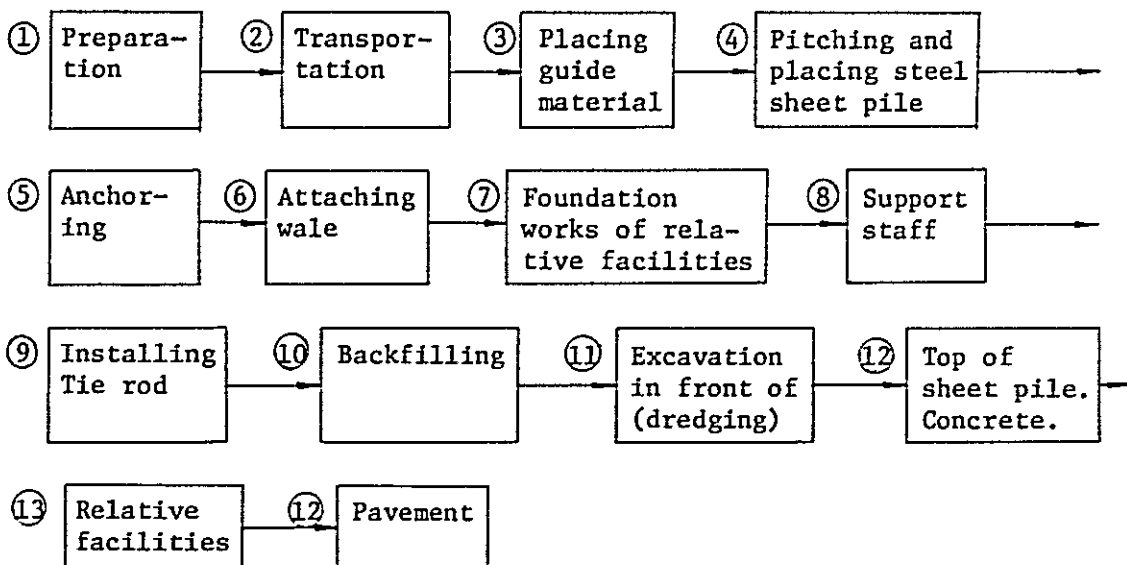 ① Prepara-
tion
② Transpor-
tation
③ Placing
guide
material
④ Pitching and
placing steel
sheet pile
⑤ Anchor-
ing
⑥ Attaching
wale
⑦ Foundation
works of rela-
tive facilities
⑧ Support
staff
⑨ Installing
Tie rod
⑩ Backfilling
⑪ Excavation
in front of
(dredging)
⑫ Top of
sheet pile.
Concrete.
⑬ Relative
facilities
⑫ Pavement